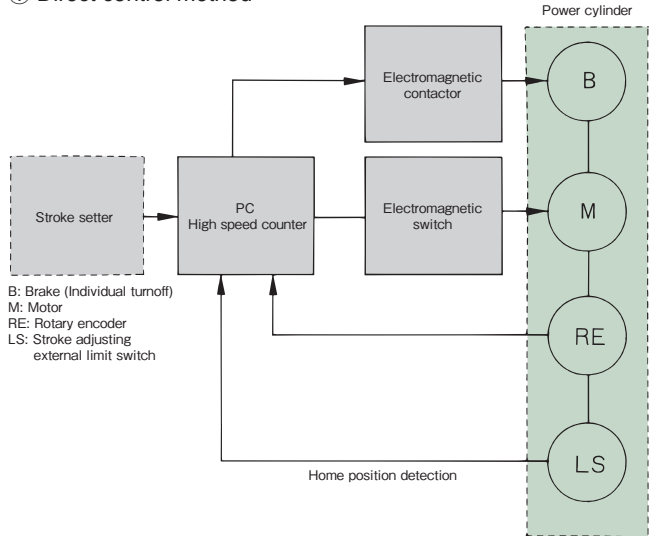 ① Direct control method
Power cylinder
Electromagnetic
contactor
B
Stroke setter
PC
High speed counter
Electromagnetic
switch
M
B: Brake (Individual turnoff)
M: Motor
RE: Rotary encoder
LS: Stroke adjusting
external limit switch
RE
LS
Home position detection